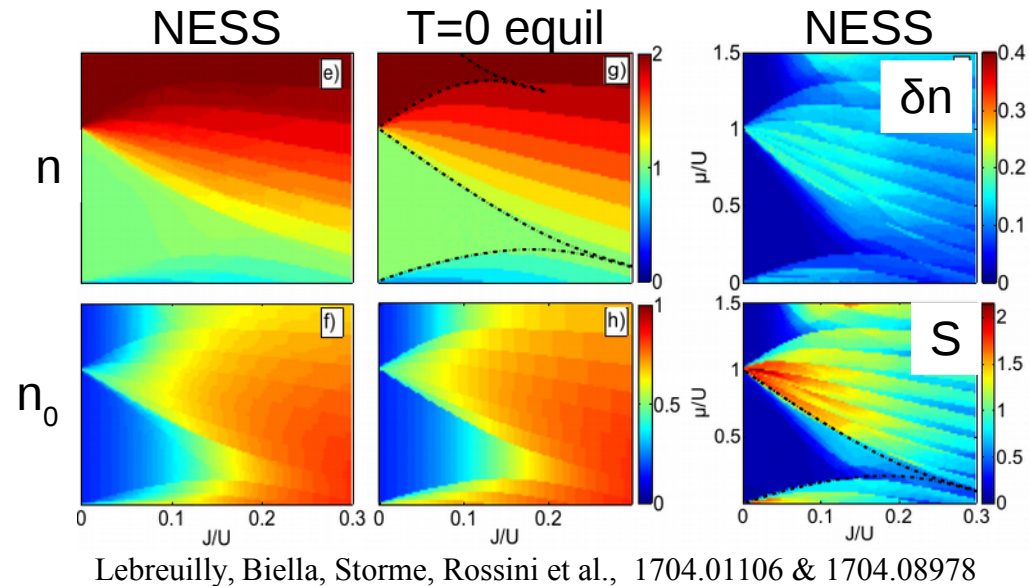 NESS
T=0 equil
NESS
n
e)
g)
2
1
0
μ/U
1.5
1
0.5
0
δn
0.4
0.3
0.2
0.1
0
n0
f)
0
0.1
0.2
0.3
J/U
h)
0
0.1
0.2
J/U
1
0.5
0
μ/U
1.5
1
0.5
0
S
0
0.1
0.2
0.3
J/U
2
1.5
1
0.5
0
Lebreuilly, Biella, Storme, Rossini et al., 1704.01106 & 1704.08978